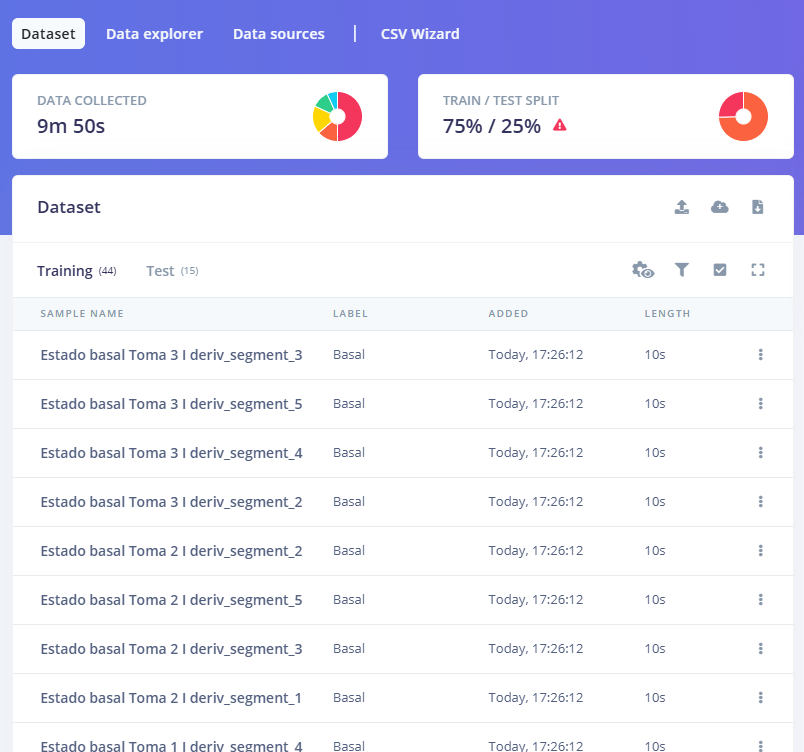 Dataset Data explorer Data sources | CSV Wizard
DATA COLLECTED
9m 50s
TRAIN / TEST SPLIT
75% / 25%
Dataset
Training (44) Test (15)
SAMPLE NAME LABEL ADDED LENGTH
Estado basal Toma 3 I deriv_segment_3 Basal Today, 17:26:12 10s
Estado basal Toma 3 I deriv_segment_5 Basal Today, 17:26:12 10s
Estado basal Toma 3 I deriv_segment_4 Basal Today, 17:26:12 10s
Estado basal Toma 3 I deriv_segment_2 Basal Today, 17:26:12 10s
Estado basal Toma 2 I deriv_segment_2 Basal Today, 17:26:12 10s
Estado basal Toma 2 I deriv_segment_5 Basal Today, 17:26:12 10s
Estado basal Toma 2 I deriv_segment_3 Basal Today, 17:26:12 10s
Estado basal Toma 2 I deriv_segment_1 Basal Today, 17:26:12 10s
Estado basal Toma 1 I deriv_segment_4 Basal Today, 17:26:12 10s